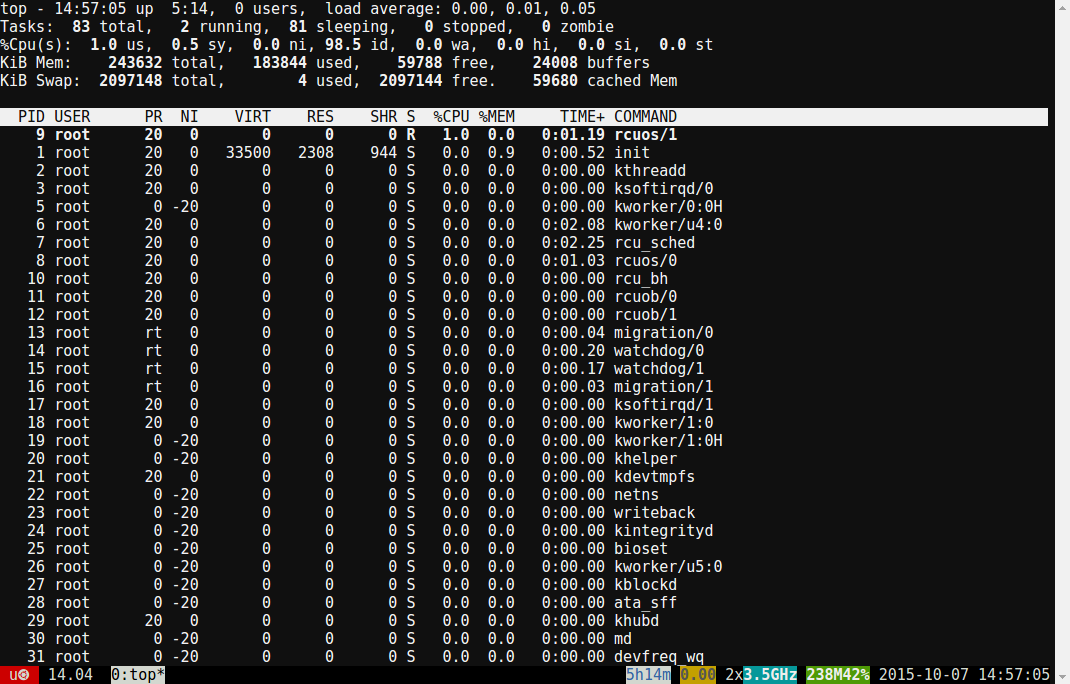 top - 14:57:05 up  5:14,  0 users,  load average: 0.00, 0.01, 0.05
Tasks:  83 total,   2 running,  81 sleeping,   0 stopped,   0 zombie
%Cpu(s):  1.0 us,  0.5 sy,  0.0 ni, 98.5 id,  0.0 wa,  0.0 hi,  0.0 si,  0.0 st
KiB Mem:    243632 total,   183844 used,    59788 free,    24008 buffers
KiB Swap:  2097148 total,        4 used,  2097144 free.    59680 cached Mem
  PID USER      PR  NI    VIRT    RES    SHR S  %CPU %MEM     TIME+ COMMAND
    9 root      20   0       0      0      0 R   1.0  0.0   0:01.19 rcuos/1
    1 root      20   0   33500   2308    944 S   0.0  0.9   0:00.52 init
    2 root      20   0       0      0      0 S   0.0  0.0   0:00.00 kthreadd
    3 root      20   0       0      0      0 S   0.0  0.0   0:00.00 ksoftirqd/0
    5 root       0 -20       0      0      0 S   0.0  0.0   0:00.00 kworker/0:0H
    6 root      20   0       0      0      0 S   0.0  0.0   0:02.08 kworker/u4:0
    7 root      20   0       0      0      0 S   0.0  0.0   0:02.25 rcu_sched
    8 root      20   0       0      0      0 S   0.0  0.0   0:01.03 rcuos/0
   10 root      20   0       0      0      0 S   0.0  0.0   0:00.00 rcu_bh
   11 root      20   0       0      0      0 S   0.0  0.0   0:00.00 rcuob/0
   12 root      20   0       0      0      0 S   0.0  0.0   0:00.00 rcuob/1
   13 root      rt   0       0      0      0 S   0.0  0.0   0:00.04 migration/0
   14 root      rt   0       0      0      0 S   0.0  0.0   0:00.20 watchdog/0
   15 root      rt   0       0      0      0 S   0.0  0.0   0:00.17 watchdog/1
   16 root      rt   0       0      0      0 S   0.0  0.0   0:00.03 migration/1
   17 root      20   0       0      0      0 S   0.0  0.0   0:00.00 ksoftirqd/1
   18 root      20   0       0      0      0 S   0.0  0.0   0:00.00 kworker/1:0
   19 root       0 -20       0      0      0 S   0.0  0.0   0:00.00 kworker/1:0H
   20 root       0 -20       0      0      0 S   0.0  0.0   0:00.00 khelper
   21 root      20   0       0      0      0 S   0.0  0.0   0:00.00 kdevtmpfs
   22 root       0 -20       0      0      0 S   0.0  0.0   0:00.00 netns
   23 root       0 -20       0      0      0 S   0.0  0.0   0:00.00 writeback
   24 root       0 -20       0      0      0 S   0.0  0.0   0:00.00 kintegrityd
   25 root       0 -20       0      0      0 S   0.0  0.0   0:00.00 bioset
   26 root       0 -20       0      0      0 S   0.0  0.0   0:00.00 kworker/u5:0
   27 root       0 -20       0      0      0 S   0.0  0.0   0:00.00 kblockd
   28 root       0 -20       0      0      0 S   0.0  0.0   0:00.00 ata_sff
   29 root      20   0       0      0      0 S   0.0  0.0   0:00.00 khubd
   30 root       0 -20       0      0      0 S   0.0  0.0   0:00.00 md
   31 root       0 -20       0      0      0 S   0.0  0.0   0:00.00 devfreq_wq
u@ 14.04 0:top* 5h14m 0.00 2x3.5GHz 238M42% 2015-10-07 14:57:05